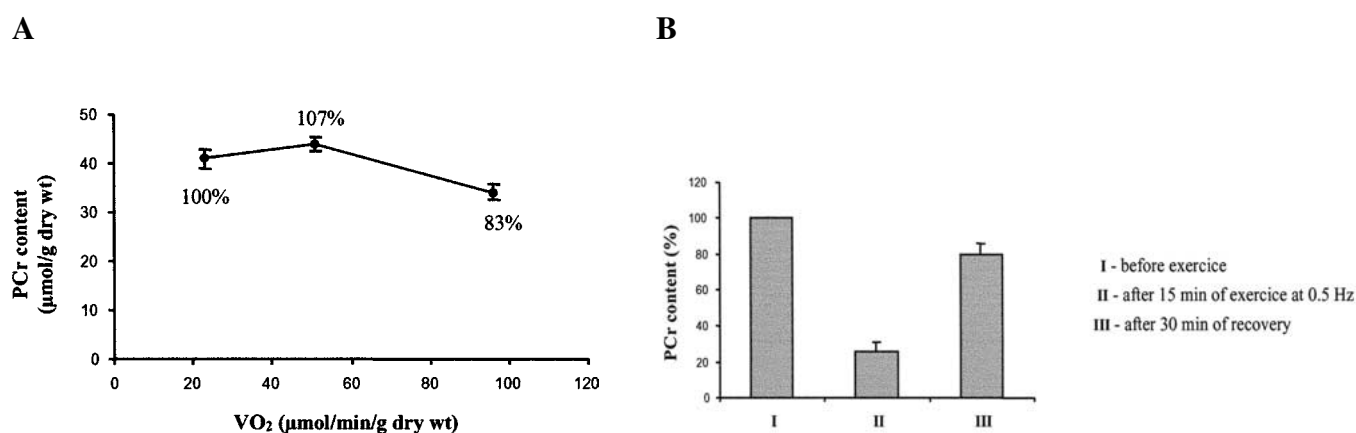 A
B
PCr content
(µmol/g dry wt)
50
40
30
20
10
0
100%
107%
83%
0 20 40 60 80 100 120
VO₂ (µmol/min/g dry wt)
PCr content (%)
120
100
80
60
40
20
0
I II III
I - before exercice
II - after 15 min of exercice at 0.5 Hz
III - after 30 min of recovery